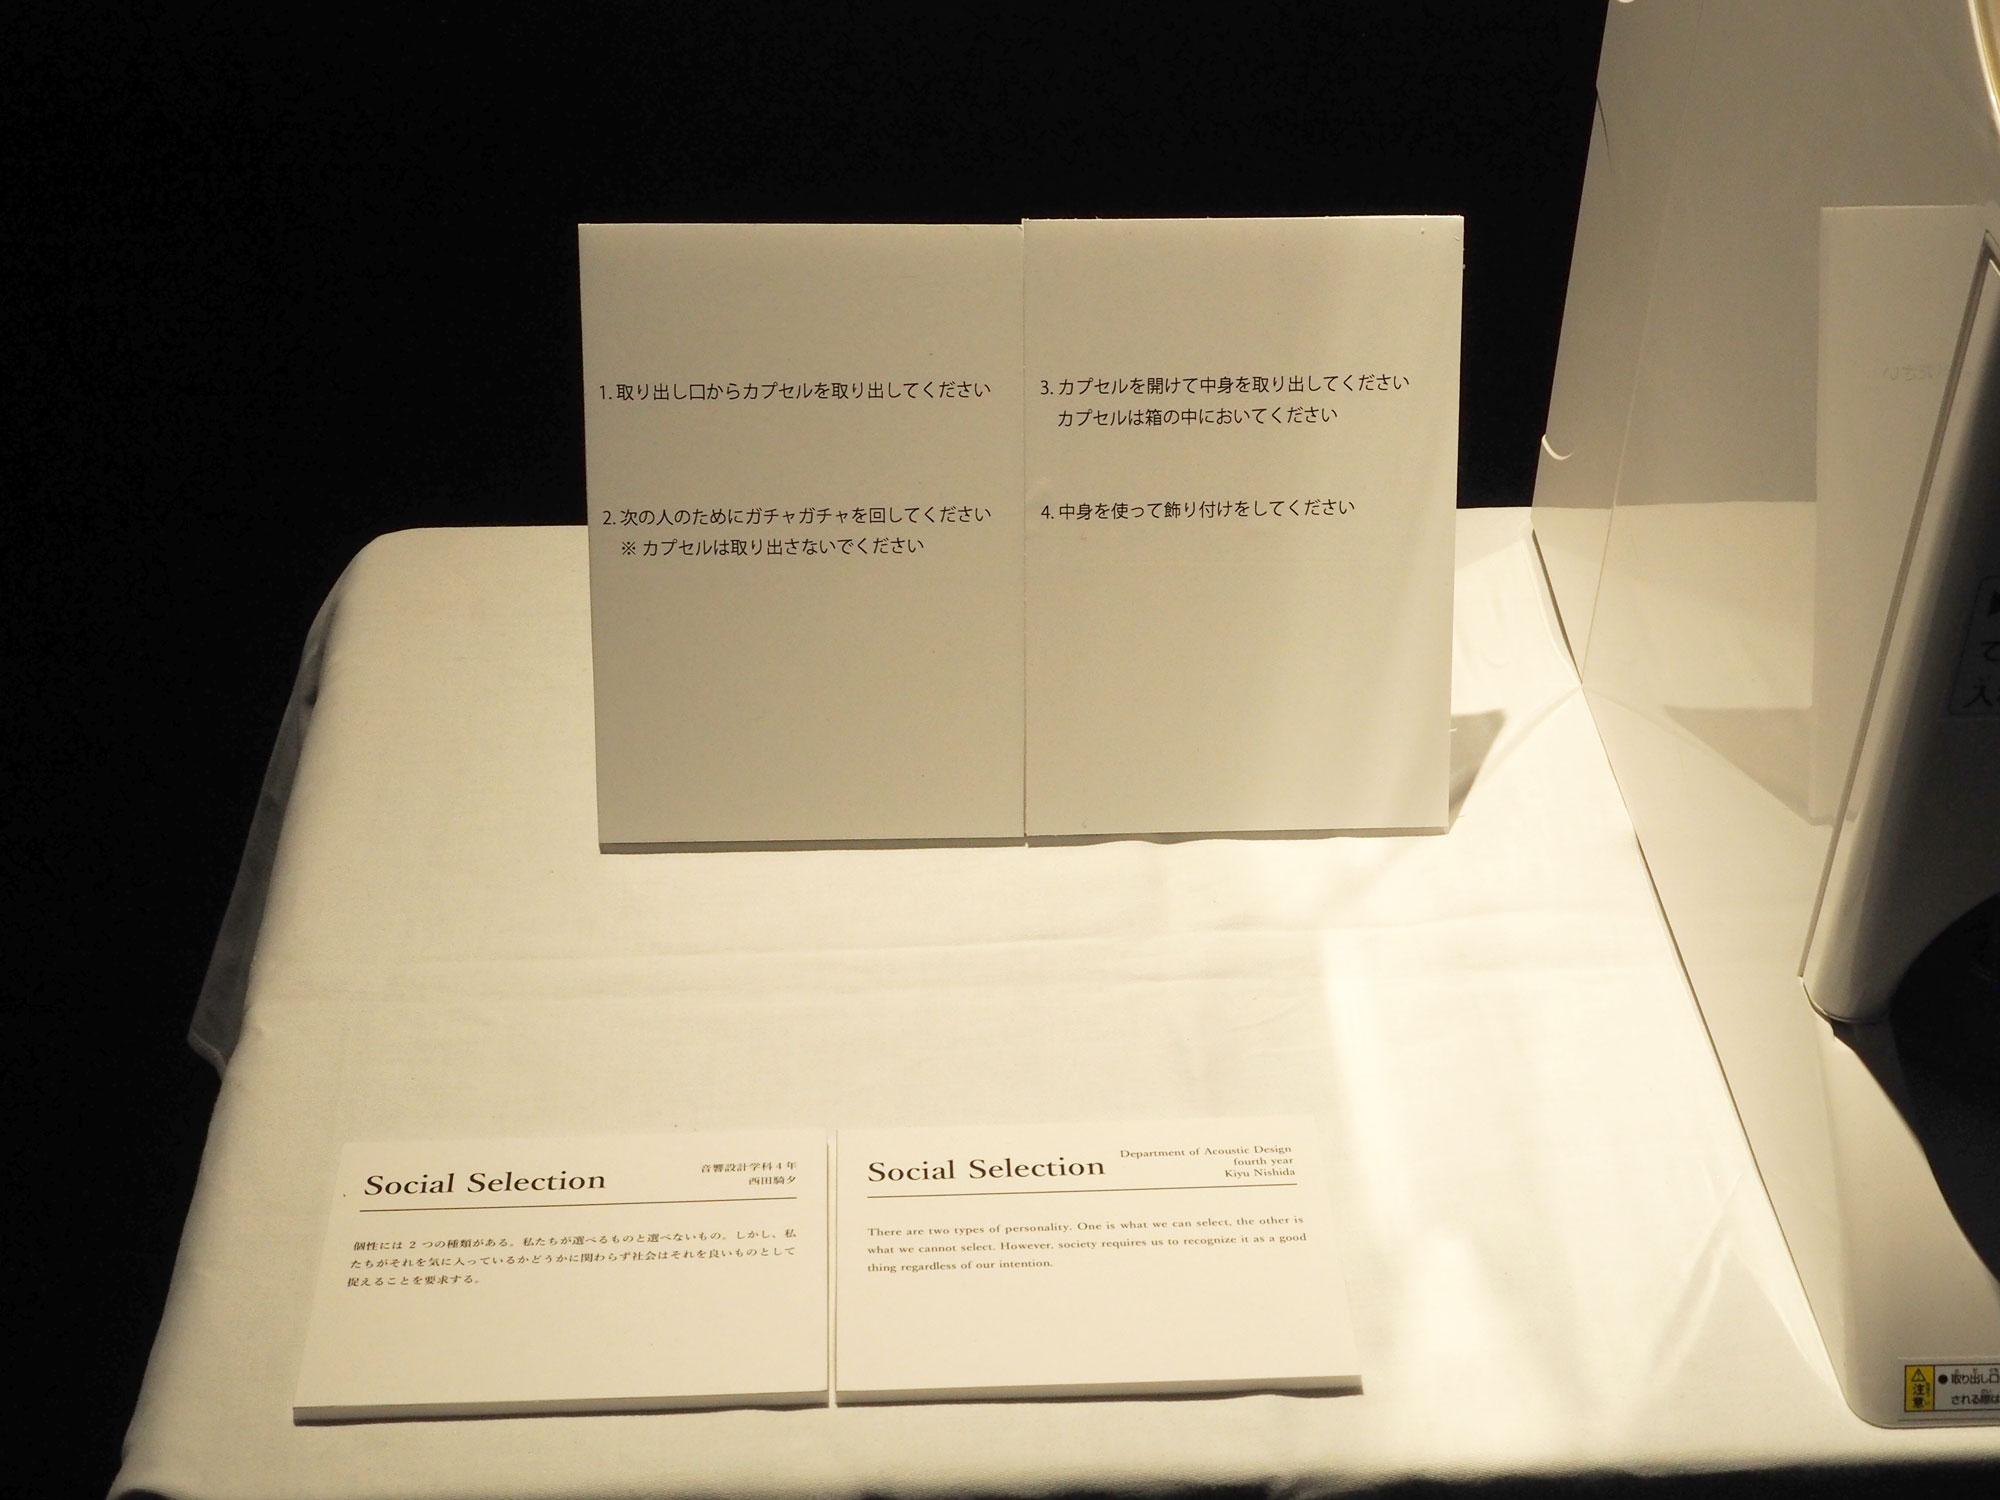 1. 取り出し口からカプセルを取り出してください
2. 次の人のためにガチャガチャを回してください
※ カプセルは取り出さないでください
3. カプセルを開けて中身を取り出してください
カプセルは箱の中においてください
4. 中身を使って飾り付けをしてください
Social Selection
音響設計学科 4 年
西田騎夕
個性には 2 つの種類がある。私たちが選べるものと選べないもの。しかし、私
たちがそれを気に入っているかどうかに関わらず社会はそれを良いものとして
捉えることを要求する。
Social Selection
Department of Acoustic Design
fourth year
Kiyu Nishida
There are two types of personality. One is what we can select, the other is
what we cannot select. However, society requires us to recognize it as a good
thing regardless of our intention.
注意
●取り出し口
される際は